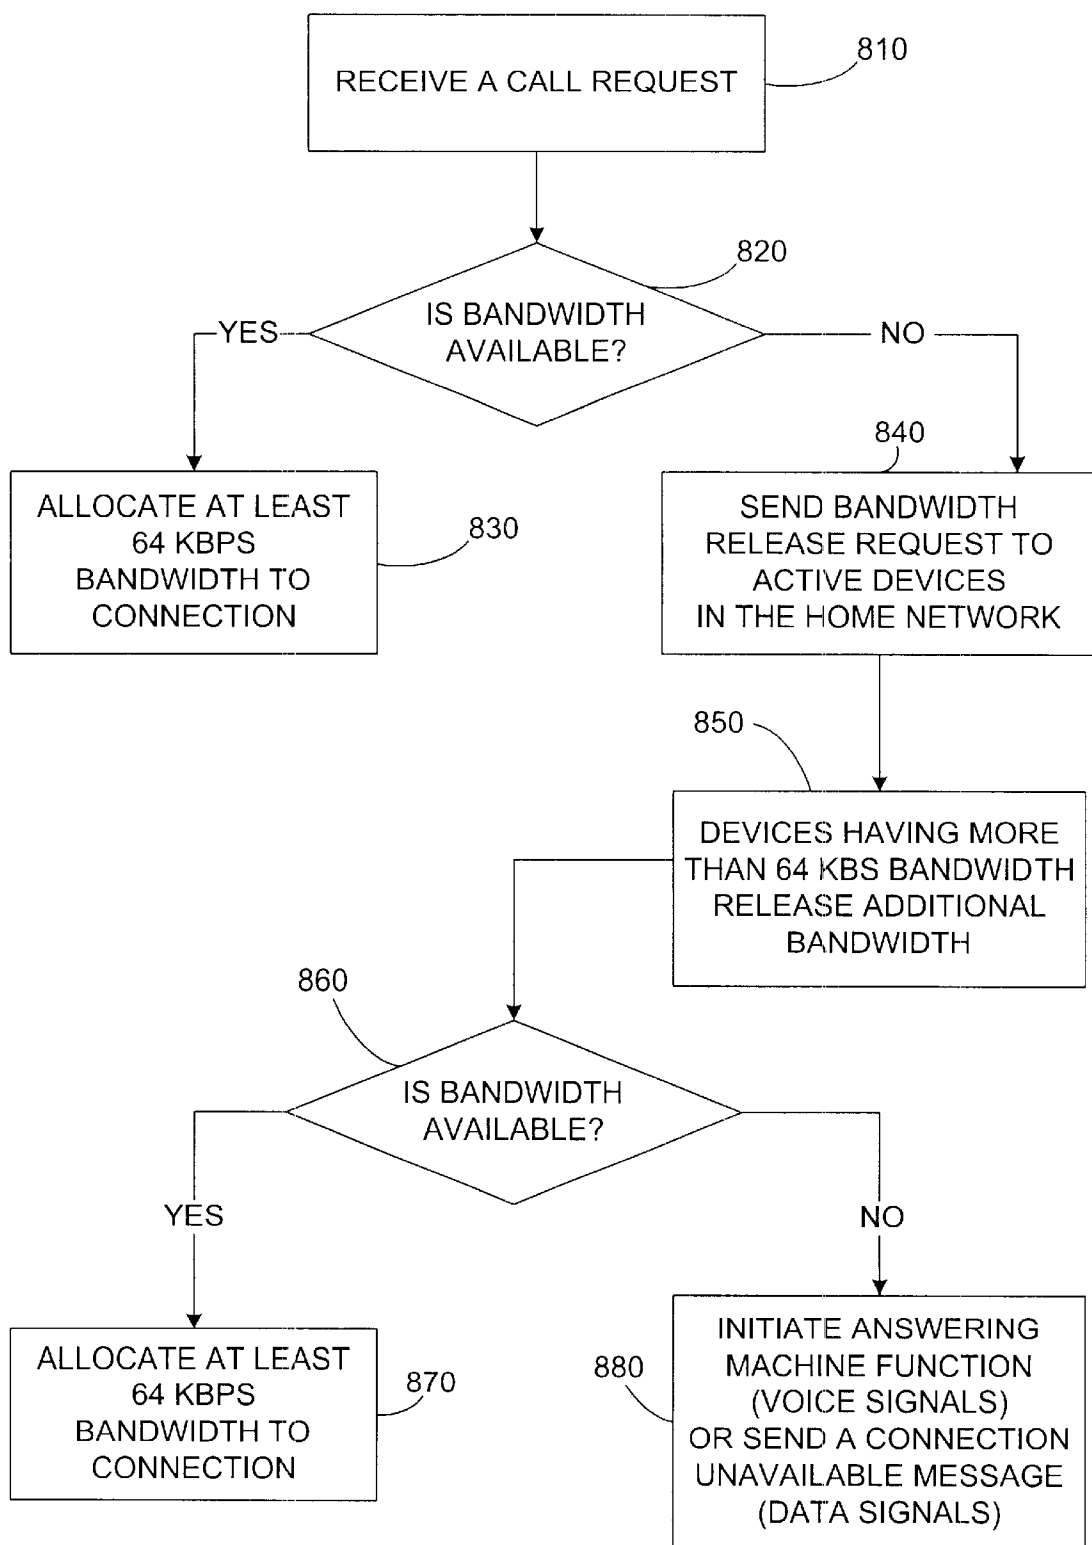 RECEIVE A CALL REQUEST
810
820
IS BANDWIDTH
AVAILABLE?
YES
NO
ALLOCATE AT LEAST
64 KBPS
BANDWIDTH TO
CONNECTION
830
840
SEND BANDWIDTH
RELEASE REQUEST TO
ACTIVE DEVICES
IN THE HOME NETWORK
850
DEVICES HAVING MORE
THAN 64 KBS BANDWIDTH
RELEASE ADDITIONAL
BANDWIDTH
860
IS BANDWIDTH
AVAILABLE?
YES
NO
ALLOCATE AT LEAST
64 KBPS
BANDWIDTH TO
CONNECTION
870
880
INITIATE ANSWERING
MACHINE FUNCTION
(VOICE SIGNALS)
OR SEND A CONNECTION
UNAVAILABLE MESSAGE
(DATA SIGNALS)